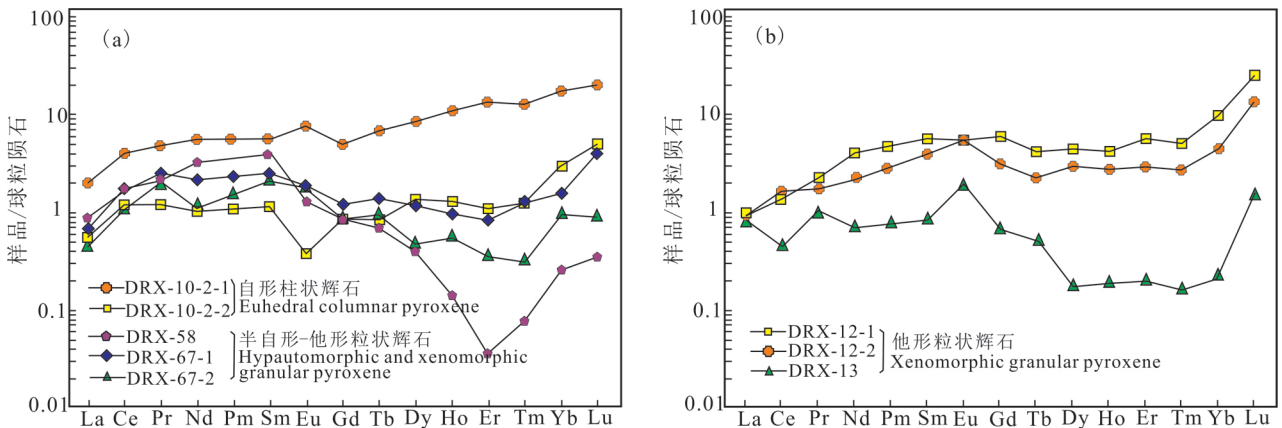 (a)
样品/球粒陨石
100
10
1
0.1
0.01
DRX-10-2-1
DRX-10-2-2
自形柱状辉石
Euhedral columnar pyroxene
DRX-58
DRX-67-1
DRX-67-2
半自形-他形粒状辉石
Hypautomorphic and xenomorphic
granular pyroxene
La Ce Pr Nd Pm Sm Eu Gd Tb Dy Ho Er Tm Yb Lu
(b)
样品/球粒陨石
100
10
1
0.1
0.01
DRX-12-1
DRX-12-2
DRX-13
他形粒状辉石
Xenomorphic granular pyroxene
La Ce Pr Nd Pm Sm Eu Gd Tb Dy Ho Er Tm Yb Lu